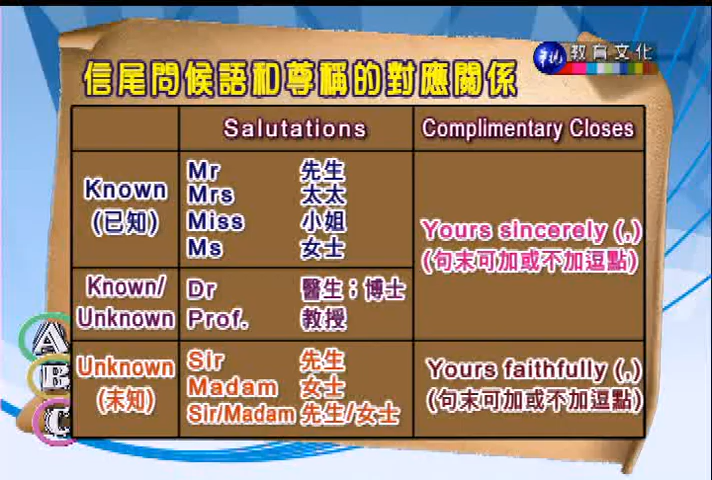 華視 教育文化
信尾問候語和尊稱的對應關係
Salutations Complimentary Closes
Known
(已知)
Mr 先生
Mrs 太太
Miss 小姐
Ms 女士
Yours sincerely (,)
(句末可加或不加逗點)
Known/
Unknown
Dr 醫生；博士
Prof. 教授
Unknown
(未知)
Sir 先生
Madam 女士
Sir/Madam 先生/女士
Yours faithfully (,)
(句末可加或不加逗點)
A
B
C